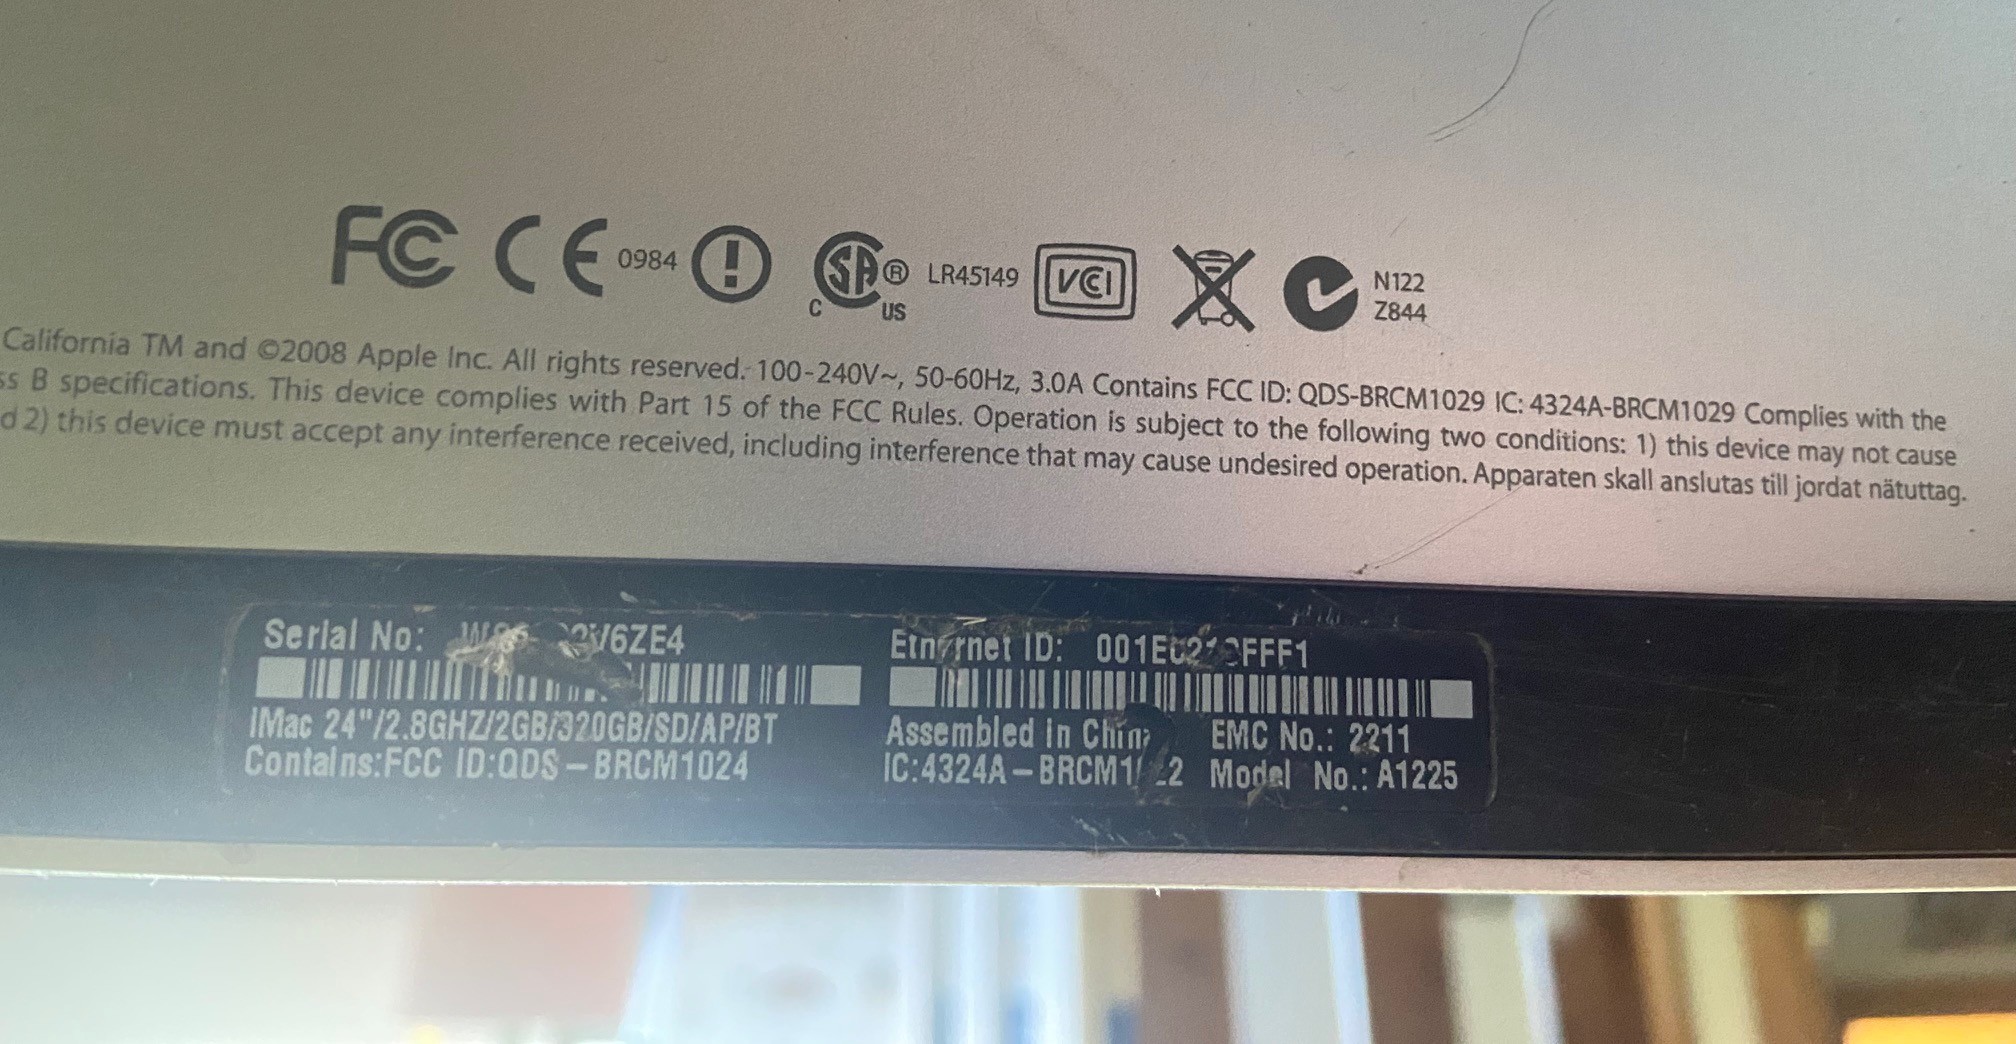 FC CE 0984 ! C SA ® US LR45149 VCI N122
Z844
California TM and ©2008 Apple Inc. All rights reserved. 100-240V~, 50-60Hz, 3.0A Contains FCC ID: QDS-BRCM1029 IC: 4324A-BRCM1029 Complies with the
B specifications. This device complies with Part 15 of the FCC Rules. Operation is subject to the following two conditions: 1) this device may not cause
2) this device must accept any interference received, including interference that may cause undesired operation. Apparaten skall anslutas till jordat nätuttag.
Serial No:
Ethernet ID:
iMac 24"/2.8GHZ/2GB/320GB/SD/AP/BT
Assembled in China EMC No.: 2211
Contains:FCC ID:QDS-BRCM1024
Model No.: A1225